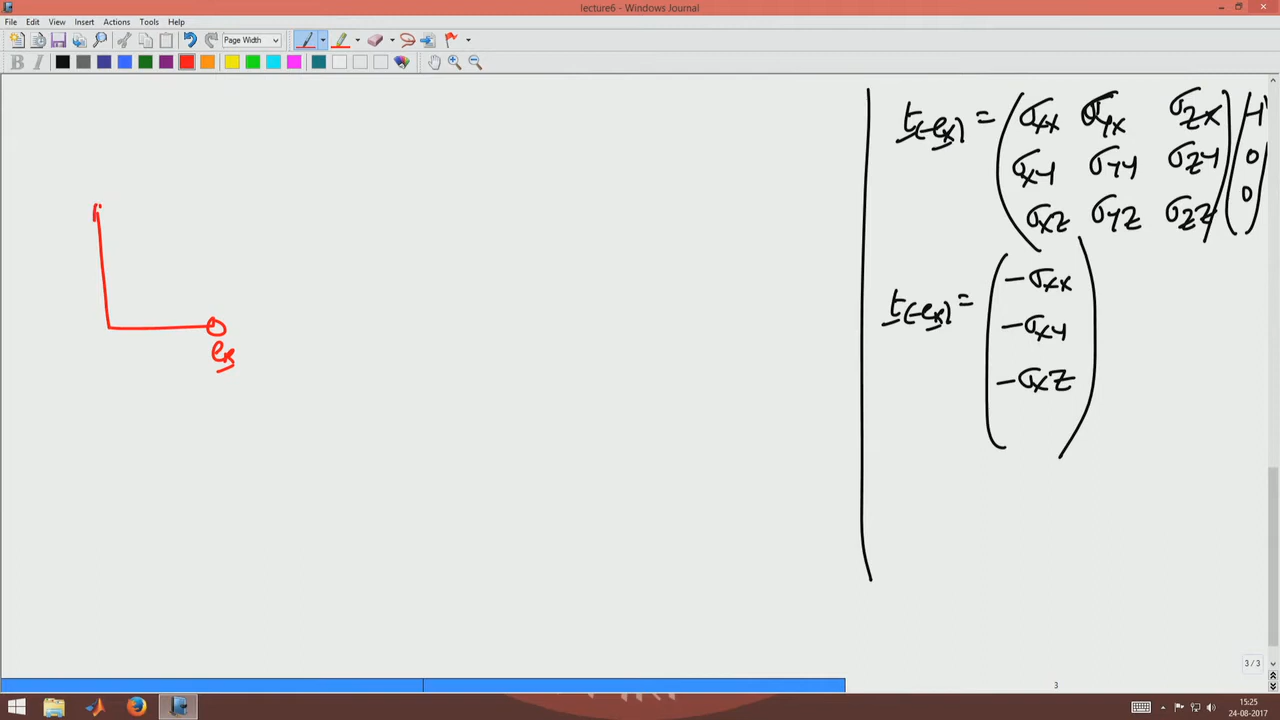 lecture6 - Windows Journal
File Edit View Insert Actions Tools Help
Page Width
B I
t(-ex) = ( σxx σyx σzx ) ( -1
σxy σyy σzy 0
σxz σyz σzz 0 )
ex
t(-ex) = ( -σxx
-σxy
-σxz )
3/3
3
15:25
24-08-2017